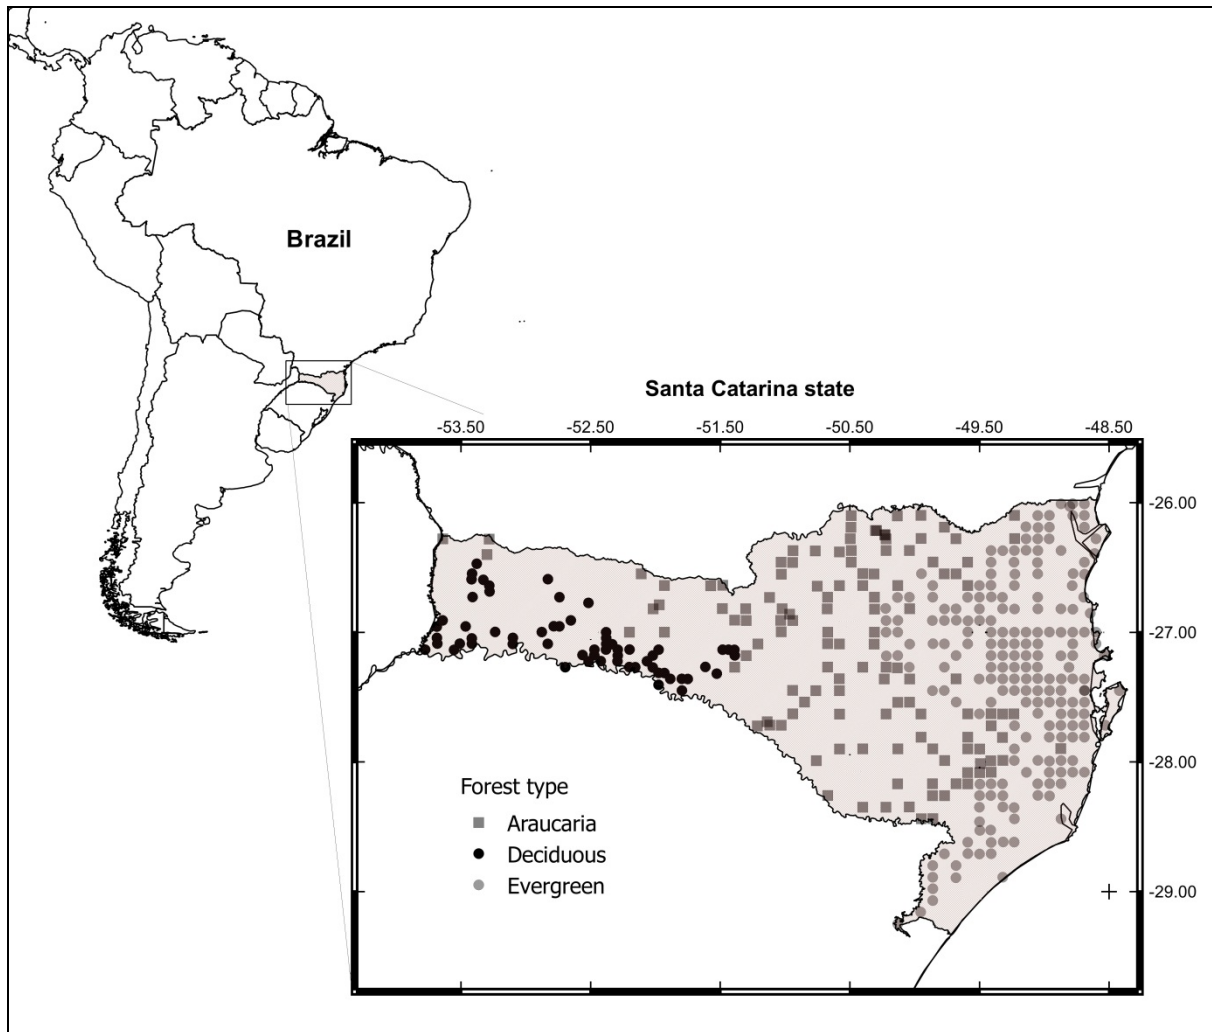 Brazil
Santa Catarina state
-53.50 -52.50 -51.50 -50.50 -49.50 -48.50
-26.00
-27.00
-28.00
-29.00
Forest type
Araucaria
Deciduous
Evergreen